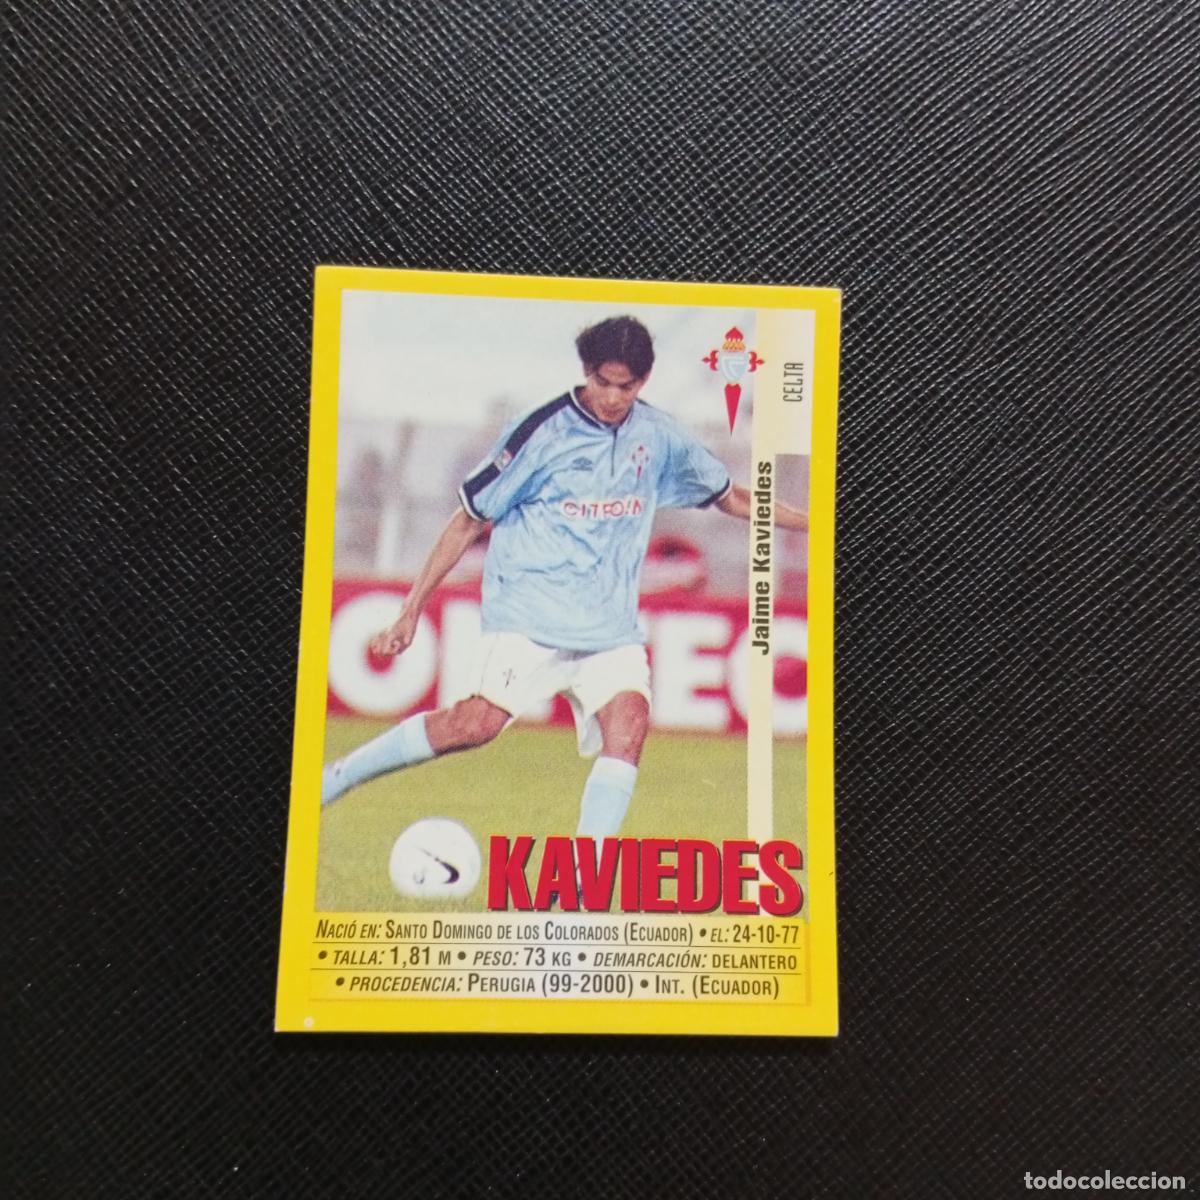 CELTA
Jaime Kaviedes
CITROËN
KAVIEDES
NACIÓ EN: SANTO DOMINGO DE LOS COLORADOS (ECUADOR) • EL: 24-10-77
• TALLA: 1,81 M • PESO: 73 KG • DEMARCACIÓN: DELANTERO
• PROCEDENCIA: PERUGIA (99-2000) • INT. (ECUADOR)
todocoleccion